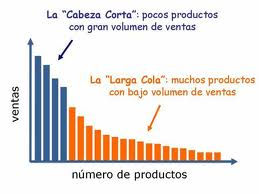 La "Cabeza Corta": pocos productos
con gran volumen de ventas
La "Larga Cola": muchos productos
con bajo volumen de ventas
ventas
número de productos